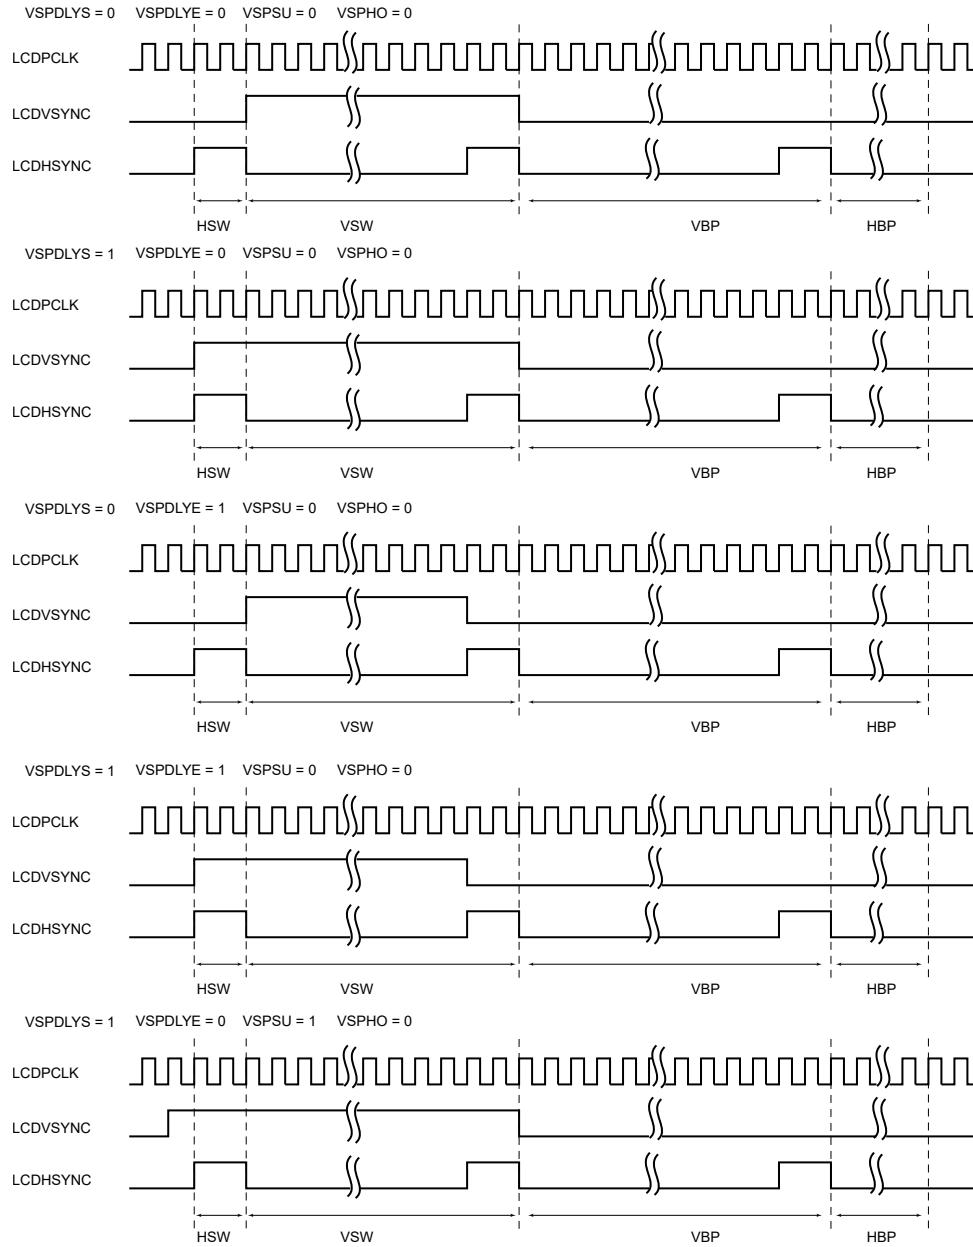 VSPDLYS = 0 VSPDLYE = 0 VSPSU = 0 VSPHO = 0
LCDPCLK
LCDVSYNC
LCDHSYNC
HSW VSW VBP HBP
VSPDLYS = 1 VSPDLYE = 0 VSPSU = 0 VSPHO = 0
LCDPCLK
LCDVSYNC
LCDHSYNC
HSW VSW VBP HBP
VSPDLYS = 0 VSPDLYE = 1 VSPSU = 0 VSPHO = 0
LCDPCLK
LCDVSYNC
LCDHSYNC
HSW VSW VBP HBP
VSPDLYS = 1 VSPDLYE = 1 VSPSU = 0 VSPHO = 0
LCDPCLK
LCDVSYNC
LCDHSYNC
HSW VSW VBP HBP
VSPDLYS = 1 VSPDLYE = 0 VSPSU = 1 VSPHO = 0
LCDPCLK
LCDVSYNC
LCDHSYNC
HSW VSW VBP HBP